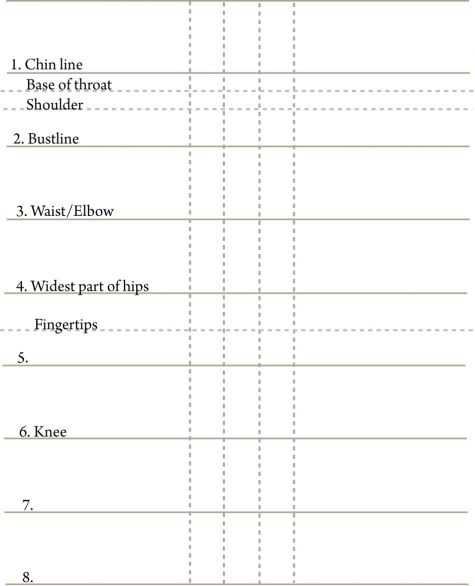 1. Chin line
Base of throat
Shoulder
2. Bustline
3. Waist/Elbow
4. Widest part of hips
Fingertips
5.
6. Knee
7.
8.